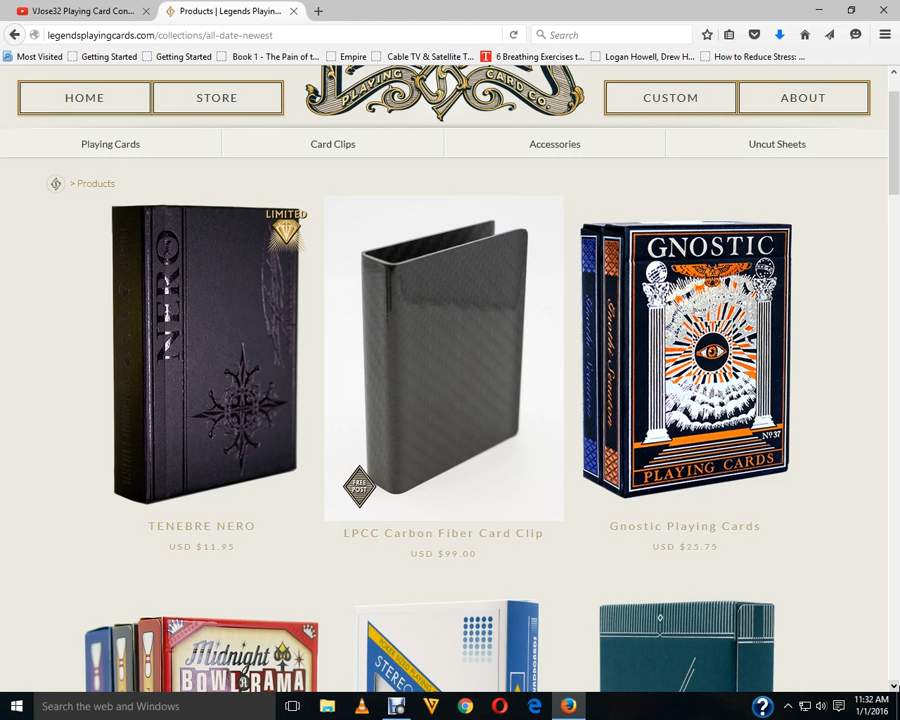 VJose32 Playing Card Con...
Products | Legends Playin...
legendsplayingcards.com/collections/all-date-newest
Search
Most Visited
Getting Started
Getting Started
Book 1 - The Pain of t...
Empire
Cable TV & Satellite T...
6 Breathing Exercises t...
Logan Howell, Drew H...
How to Reduce Stress: ...
HOME
STORE
PLAYING CARD CO.
CUSTOM
ABOUT
Playing Cards
Card Clips
Accessories
Uncut Sheets
> Products
LIMITED
FREE
POST
GNOSTIC
Nº 37
PLAYING CARDS
TENEBRE NERO
USD $11.95
LPCC Carbon Fiber Card Clip
USD $99.00
Gnostic Playing Cards
USD $25.75
Midnight
BOWL-A-RAMA
POKER SIZED PLAYING
Search the web and Windows
11:32 AM
1/1/2016